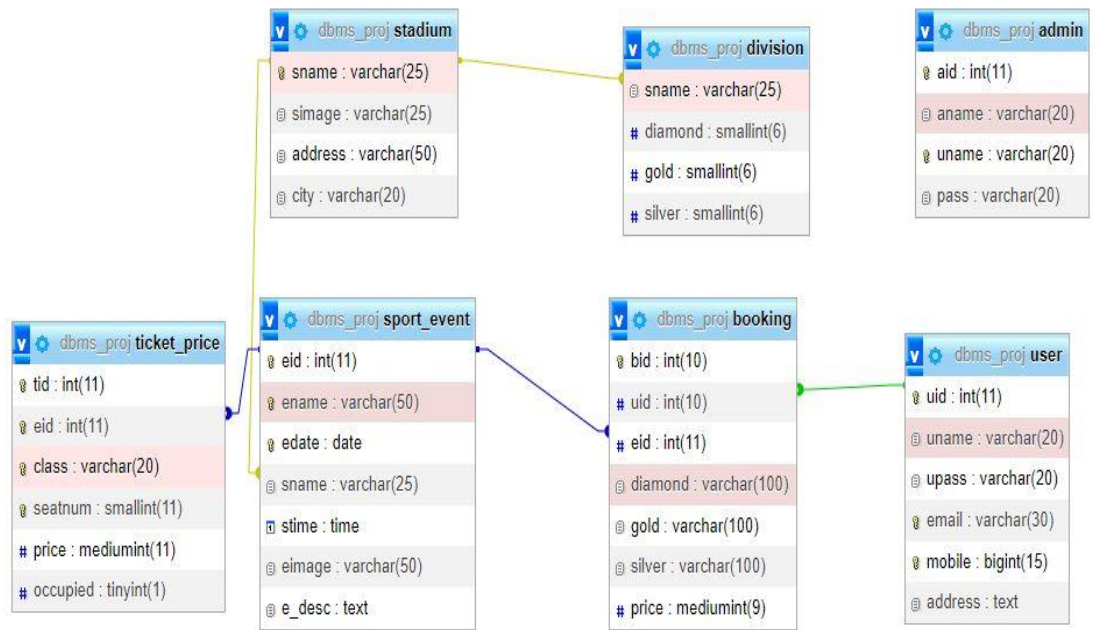 dbms_proj stadium
sname : varchar(25)
simage : varchar(25)
address : varchar(50)
city : varchar(20)
dbms_proj division
sname : varchar(25)
# diamond : smallint(6)
# gold : smallint(6)
# silver : smallint(6)
dbms_proj admin
aid : int(11)
aname : varchar(20)
uname : varchar(20)
pass : varchar(20)
dbms_proj ticket_price
tid : int(11)
eid : int(11)
class : varchar(20)
seatnum : smallint(11)
# price : mediumint(11)
# occupied : tinyint(1)
dbms_proj sport_event
eid : int(11)
ename : varchar(50)
edate : date
sname : varchar(25)
stime : time
eimage : varchar(50)
e_desc : text
dbms_proj booking
bid : int(10)
# uid : int(10)
# eid : int(11)
diamond : varchar(100)
gold : varchar(100)
silver : varchar(100)
# price : mediumint(9)
dbms_proj user
uid : int(11)
uname : varchar(20)
upass : varchar(20)
email : varchar(30)
mobile : bigint(15)
address : text